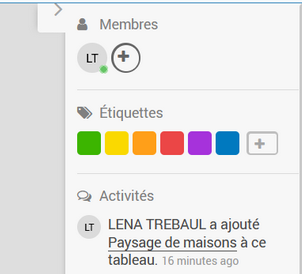 Membres
LT
Étiquettes
Activités
LT
LENA TREBAUL a ajouté
Paysage de maisons à ce
tableau. 16 minutes ago